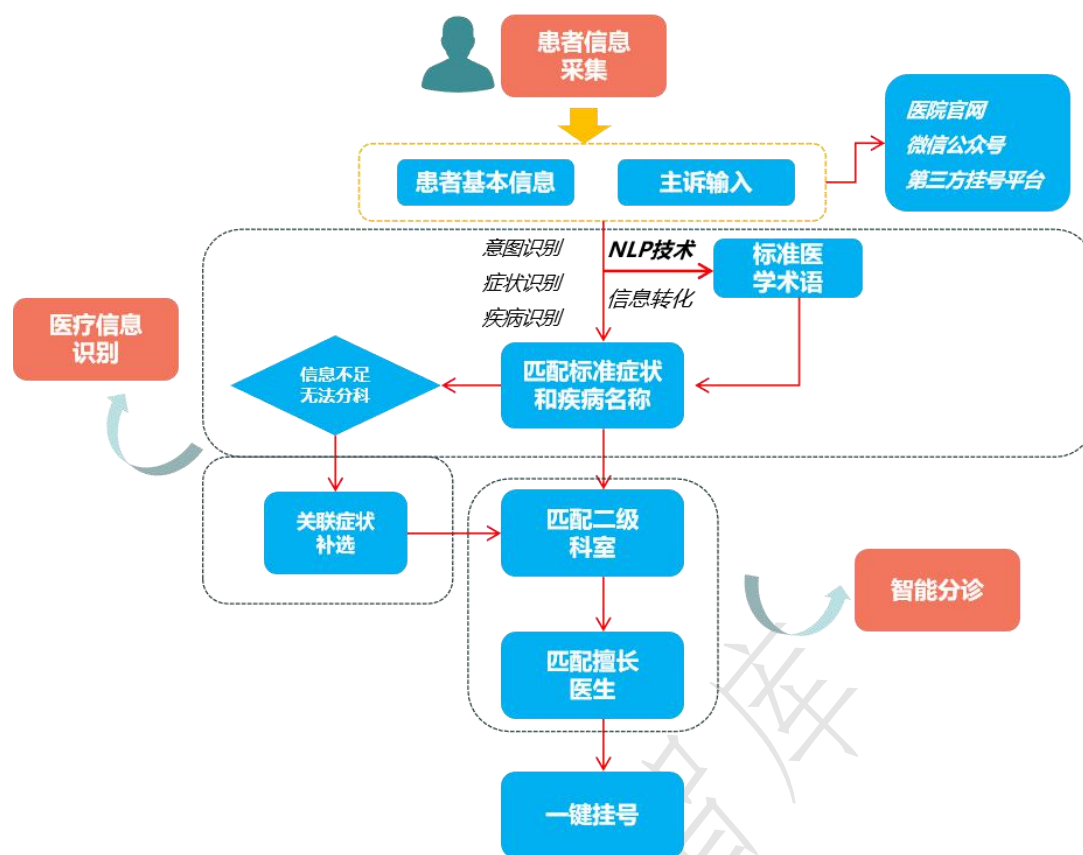 患者信息
采集
医院官网
微信公众号
第三方挂号平台
患者基本信息
主诉输入
意图识别
症状识别
疾病识别
NLP技术
信息转化
标准医
学术语
医疗信息
识别
信息不足
无法分科
匹配标准症状
和疾病名称
关联症状
补选
匹配二级
科室
智能分诊
匹配擅长
医生
一键挂号
库